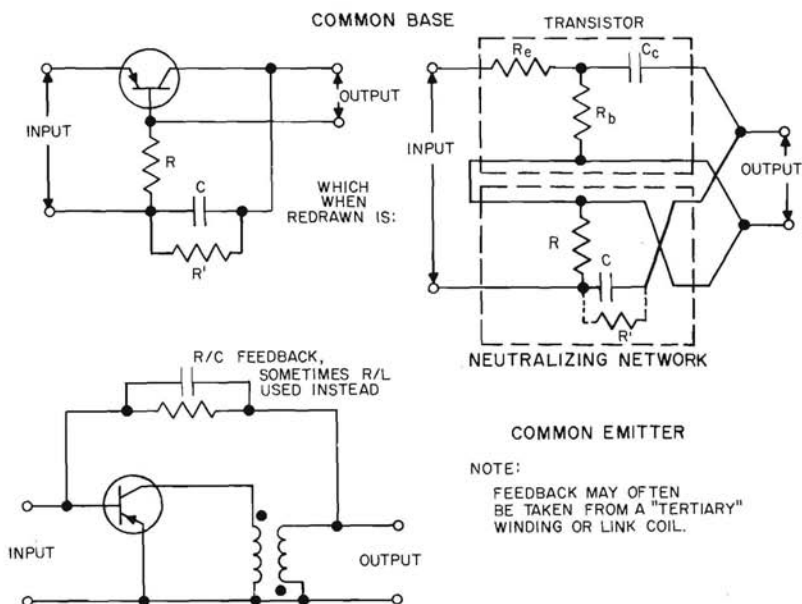 COMMON BASE
TRANSISTOR
INPUT
OUTPUT
R
C
R'
WHICH
WHEN
REDRAWN IS:
Re
Cc
Rb
INPUT
OUTPUT
R
C
R'
NEUTRALIZING NETWORK
R/C FEEDBACK,
SOMETIMES R/L
USED INSTEAD
INPUT
OUTPUT
COMMON EMITTER
NOTE:
FEEDBACK MAY OFTEN
BE TAKEN FROM A "TERTIARY"
WINDING OR LINK COIL.